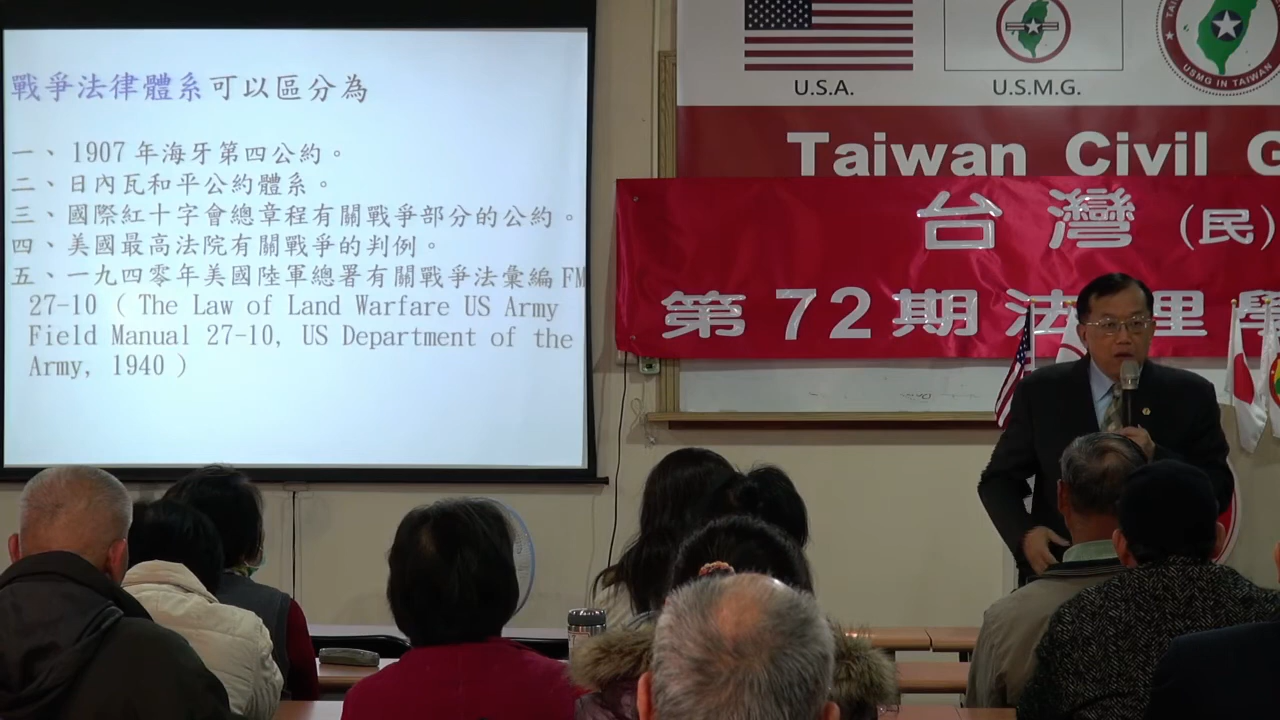 戰爭法律體系可以區分為
一、1907年海牙第四公約。
二、日內瓦和平公約體系。
三、國際紅十字會總章程有關戰爭部分的公約。
四、美國最高法院有關戰爭的判例。
五、一九四零年美國陸軍總署有關戰爭法彙編FM
27-10 ( The Law of Land Warfare US Army
Field Manual 27-10, US Department of the
Army, 1940 )
U.S.A.
U.S.M.G.
USMG IN TAIWAN
Taiwan Civil G
台灣(民)
第72期法理學